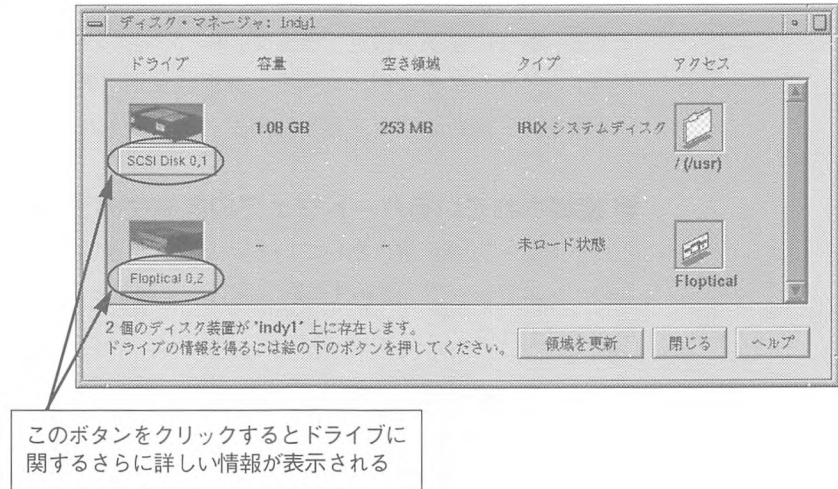 ディスク・マネージャ: Indy1
ドライブ 容量 空き領域 タイプ アクセス
1.08 GB 253 MB IRIX システムディスク
SCSI Disk 0,1
/ (/usr)
- - 未ロード状態
Floptical 0,2
Floptical
2 個のディスク装置が "indy1" 上に存在します。
ドライブの情報を得るには絵の下のボタンを押してください。
領域を更新 閉じる ヘルプ
このボタンをクリックするとドライブに
関するさらに詳しい情報が表示される